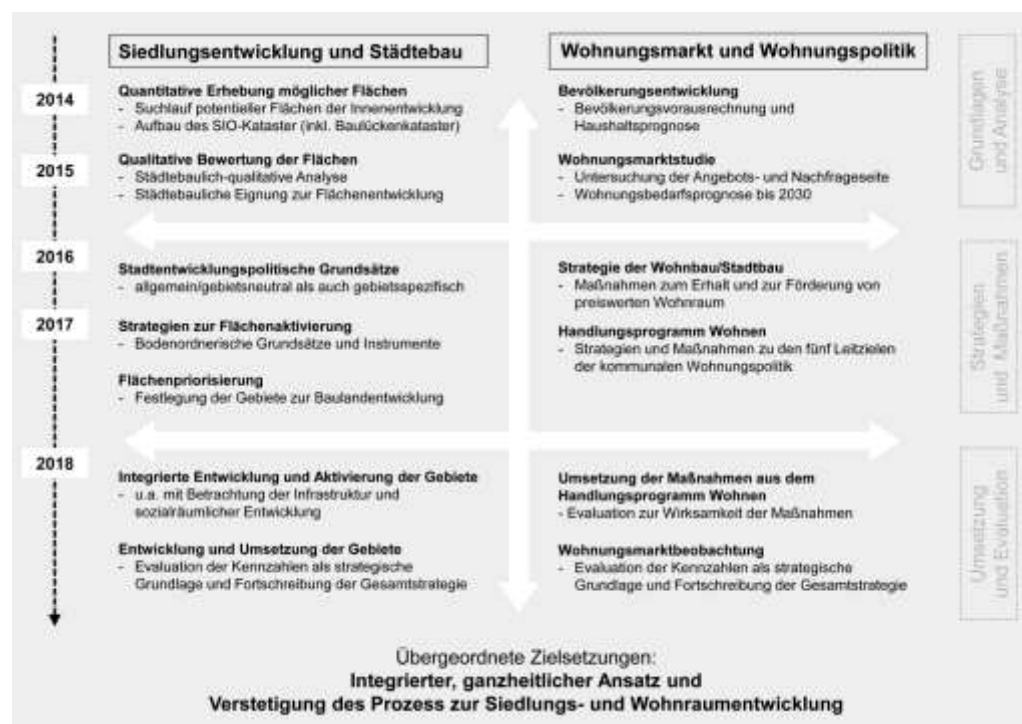 Siedlungsentwicklung und Städtebau
Wohnungsmarkt und Wohnungspolitik
2014
Quantitative Erhebung möglicher Flächen
- Suchlauf potentieller Flächen der Innenentwicklung
- Aufbau des SIO-Kataster (inkl. Baulückenkataster)
Bevölkerungsentwicklung
- Bevölkerungsvorausrechnung und
Haushaltsprognose
2015
Qualitative Bewertung der Flächen
- Städtebaulich-qualitative Analyse
- Städtebauliche Eignung zur Flächenentwicklung
Wohnungsmarktstudie
- Untersuchung der Angebots- und Nachfrageseite
- Wohnungsbedarfsprognose bis 2030
Grundlagen
und Analyse
2016
Stadtentwicklungspolitische Grundsätze
- allgemein/gebietsneutral als auch gebietsspezifisch
2017
Strategien zur Flächenaktivierung
- Bodenordnerische Grundsätze und Instrumente
Flächenpriorisierung
- Festlegung der Gebiete zur Baulandentwicklung
Strategie der Wohnbau/Stadtbau
- Maßnahmen zum Erhalt und zur Förderung von
preiswerten Wohnraum
Handlungsprogramm Wohnen
- Strategien und Maßnahmen zu den fünf Leitzielen
der kommunalen Wohnungspolitik
Strategien
und Maßnahmen
2018
Integrierte Entwicklung und Aktivierung der Gebiete
- u.a. mit Betrachtung der Infrastruktur und
sozialräumlicher Entwicklung
Entwicklung und Umsetzung der Gebiete
- Evaluation der Kennzahlen als strategische
Grundlage und Fortschreibung der Gesamtstrategie
Umsetzung der Maßnahmen aus dem
Handlungsprogramm Wohnen
- Evaluation zur Wirksamkeit der Maßnahmen
Wohnungsmarktbeobachtung
- Evaluation der Kennzahlen als strategische
Grundlage und Fortschreibung der Gesamtstrategie
Umsetzung
und Evaluation
Übergeordnete Zielsetzungen:
Integrierter, ganzheitlicher Ansatz und
Verstetigung des Prozess zur Siedlungs- und Wohnraumentwicklung